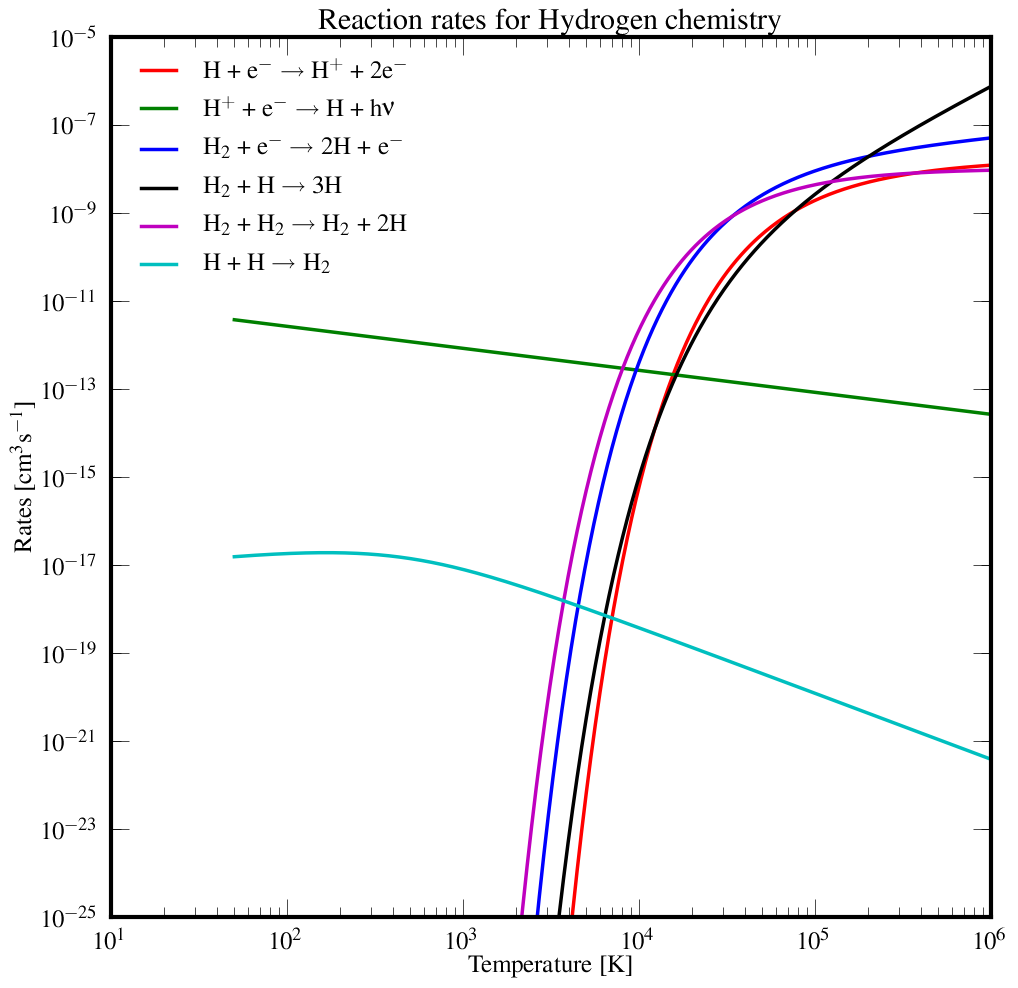 Reaction rates for Hydrogen chemistry
H + e⁻ → H⁺ + 2e⁻
H⁺ + e⁻ → H + hν
H₂ + e⁻ → 2H + e⁻
H₂ + H → 3H
H₂ + H₂ → H₂ + 2H
H + H → H₂
10⁻⁵
10⁻⁷
10⁻⁹
10⁻¹¹
10⁻¹³
10⁻¹⁵
10⁻¹⁷
10⁻¹⁹
10⁻²¹
10⁻²³
10⁻²⁵
Rates [cm³s⁻¹]
10¹ 10² 10³ 10⁴ 10⁵ 10⁶
Temperature [K]